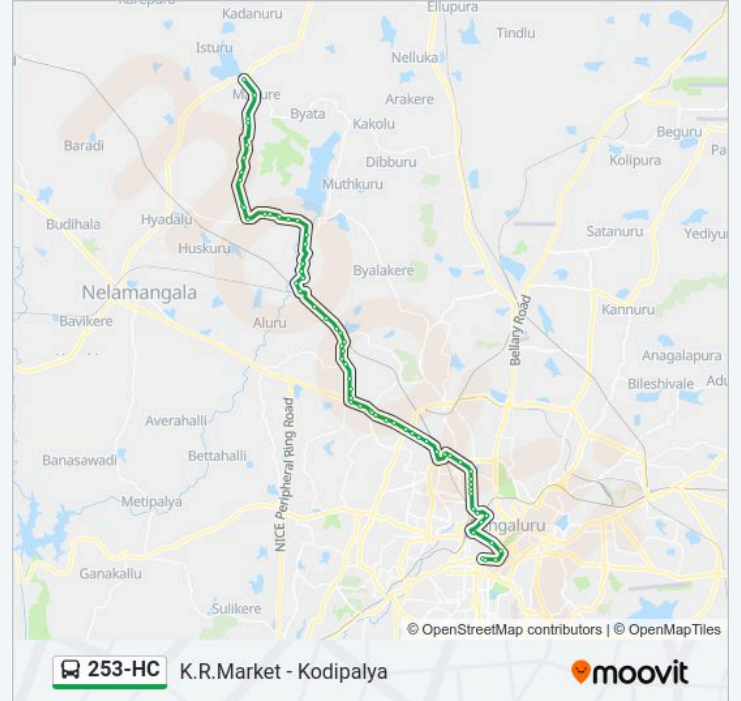 Kadanuru
Ellupura
Isturu
Tindlu
Nelluka
Arakere
Byata
Kakolu
Beguru
Baradi
Dibburu
Kolipura
Muthkuru
Budihala
Hyadalu
Satanuru
Huskuru
Byalakere
Nelamangala
Kannuru
Bavikere
Aluru
Bellary Road
Anagalapura
Bileshivale
NICE Peripheral Ring Road
Averahalli
Bettahalli
Banasawadi
Metipalya
ngaluru
Ganakallu
Sulikere
© OpenStreetMap contributors | © OpenMapTiles
253-HC K.R.Market - Kodipalya
moovit